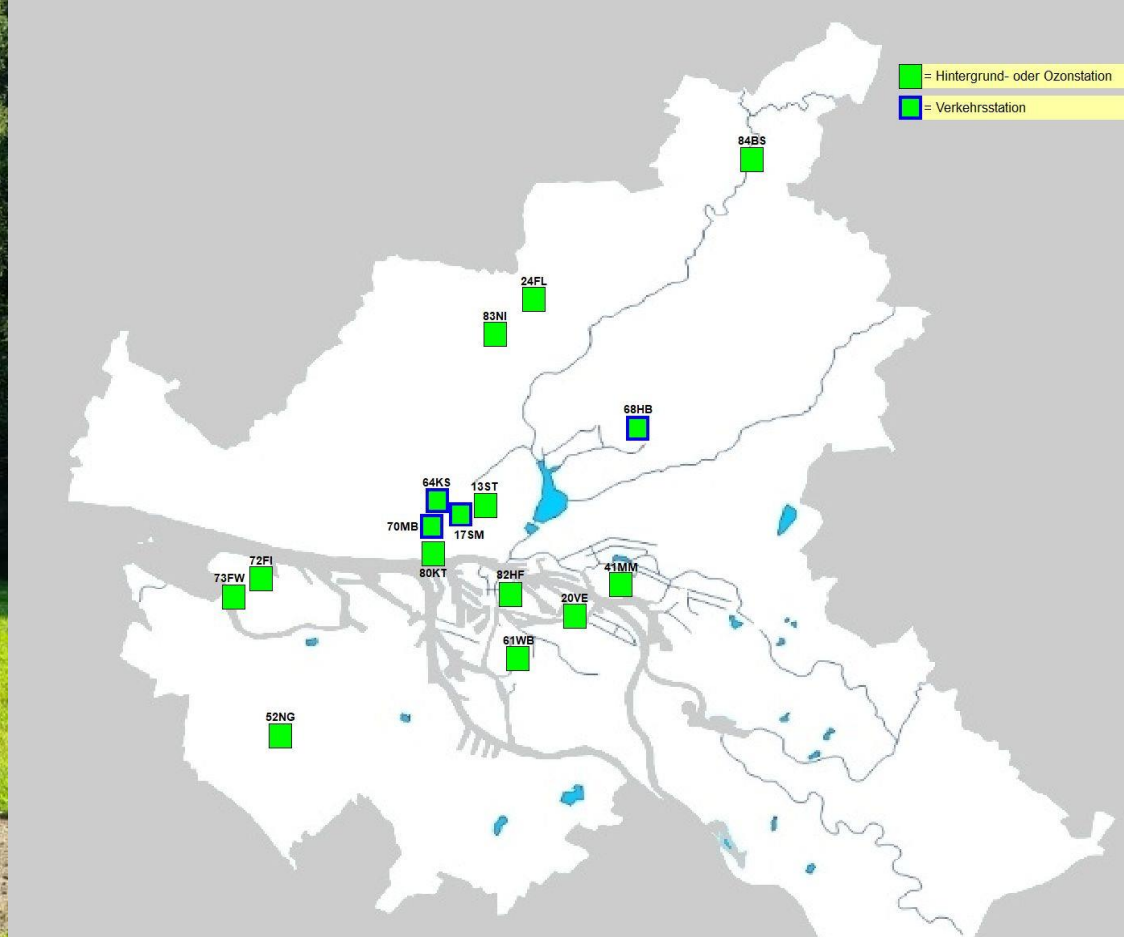 = Hintergrund- oder Ozonstation
= Verkehrsstation
84BS
24FL
83NI
68HB
64KS
13ST
70MB
17SM
80KT
72FI
73FW
82HF
41MM
20VE
61WB
52NG